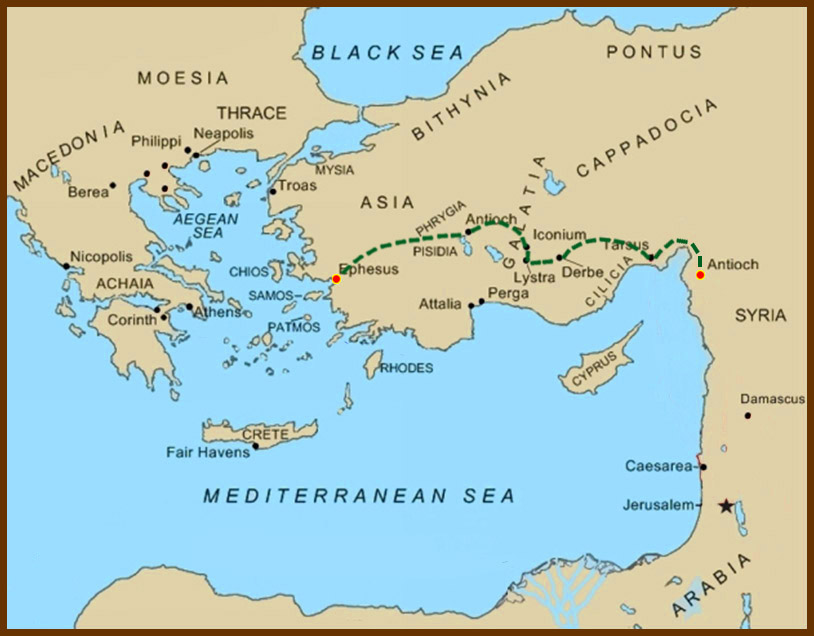 BLACK SEA
PONTUS
MOESIA
THRACE
BITHYNIA
CAPPADOCIA
MACEDONIA
Neapolis
Philippi
MYSIA
GALATIA
Berea
Troas
ASIA
PHRYGIA
Antioch
AEGEAN
SEA
Iconium
Tarsus
PISIDIA
Nicopolis
Ephesus
Lystra
Derbe
Antioch
CHIOS
ACHAIA
CILICIA
SAMOS
Perga
Attalia
Corinth
Athens
PATMOS
SYRIA
RHODES
CYPRUS
Damascus
CRETE
Fair Havens
Caesarea
MEDITERRANEAN SEA
Jerusalem
ARABIA